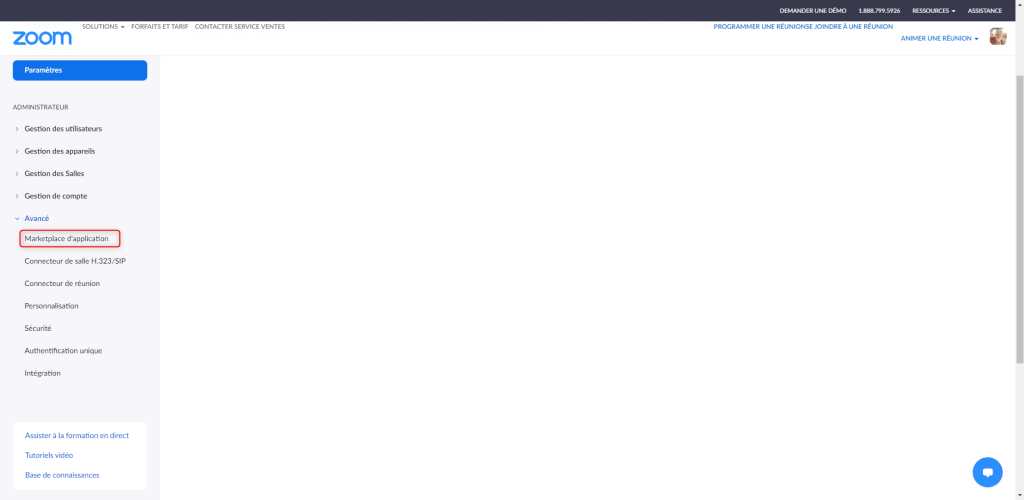 DEMANDER UNE DÉMO 1.888.799.5926 RESSOURCES ASSISTANCE
zoom SOLUTIONS FORFAITS ET TARIF CONTACTER SERVICE VENTES PROGRAMMER UNE RÉUNIONSE JOINDRE À UNE RÉUNION
ANIMER UNE RÉUNION
Paramètres
ADMINISTRATEUR
Gestion des utilisateurs
Gestion des appareils
Gestion des Salles
Gestion de compte
Avancé
Marketplace d'application
Connecteur de salle H.323/SIP
Connecteur de réunion
Personnalisation
Sécurité
Authentification unique
Intégration
Assister à la formation en direct
Tutoriels vidéo
Base de connaissances